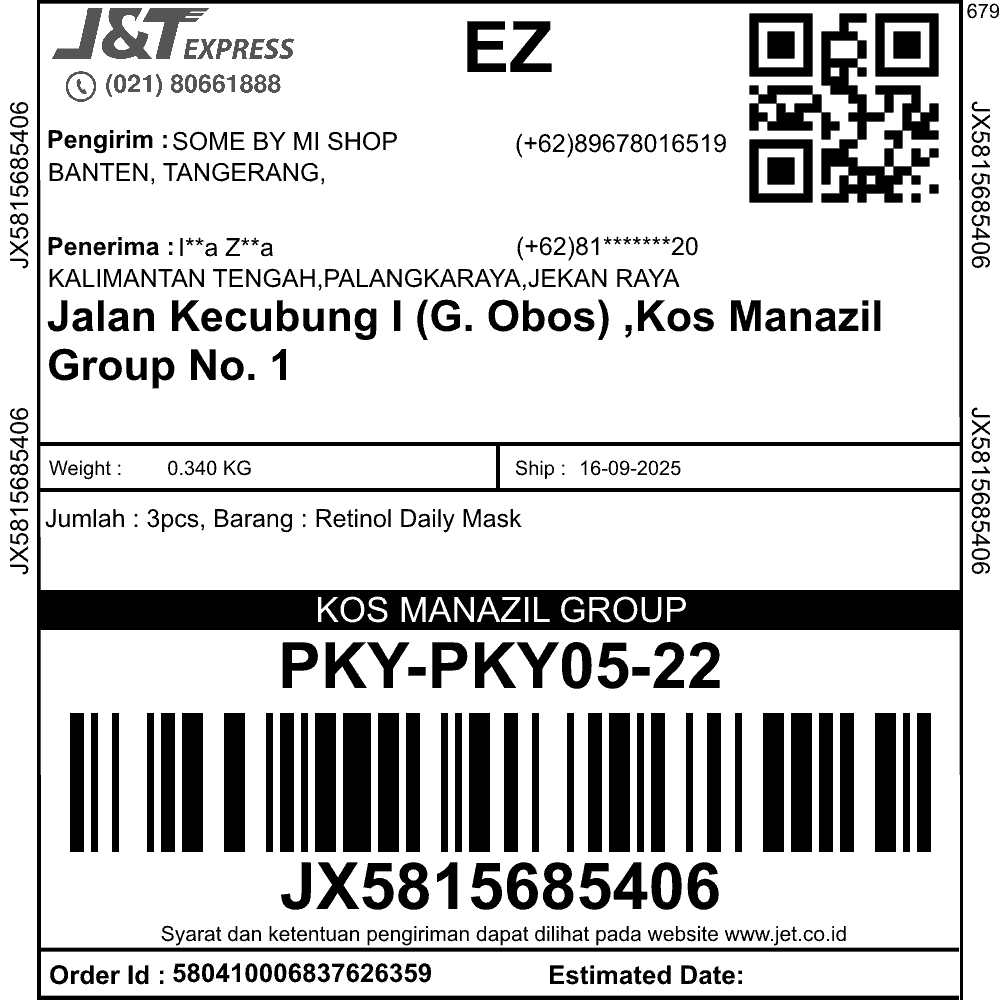 679
J&T EXPRESS
EZ
(021) 80661888
Pengirim : SOME BY MI SHOP (+62)89678016519
BANTEN, TANGERANG,
JX5815685406
JX5815685406
Penerima : I**a Z**a (+62)81*******20
KALIMANTAN TENGAH,PALANGKARAYA,JEKAN RAYA
Jalan Kecubung I (G. Obos) ,Kos Manazil
Group No. 1
JX5815685406
JX5815685406
Weight : 0.340 KG Ship : 16-09-2025
Jumlah : 3pcs, Barang : Retinol Daily Mask
KOS MANAZIL GROUP
PKY-PKY05-22
JX5815685406
Syarat dan ketentuan pengiriman dapat dilihat pada website www.jet.co.id
Order Id : 580410006837626359 Estimated Date: